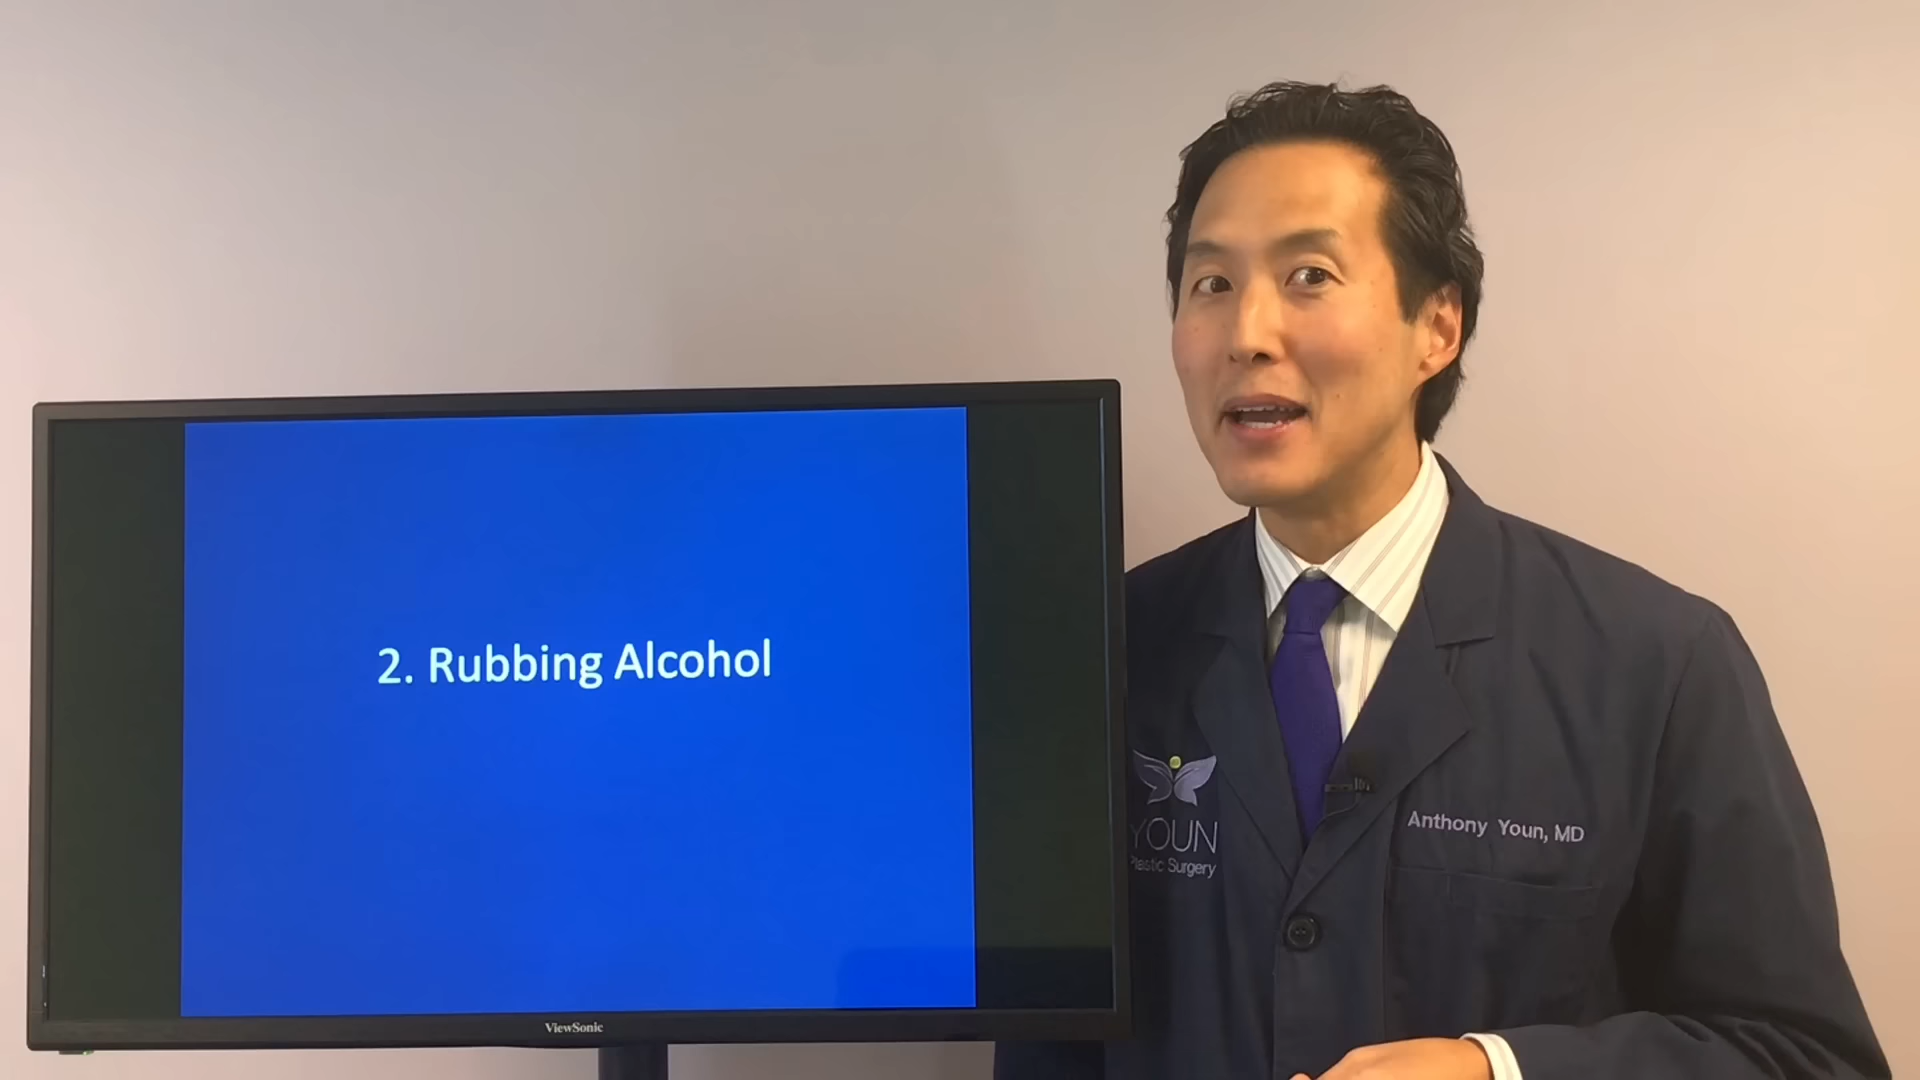 2. Rubbing Alcohol
ViewSonic
YOUN
Plastic Surgery
Anthony Youn, MD